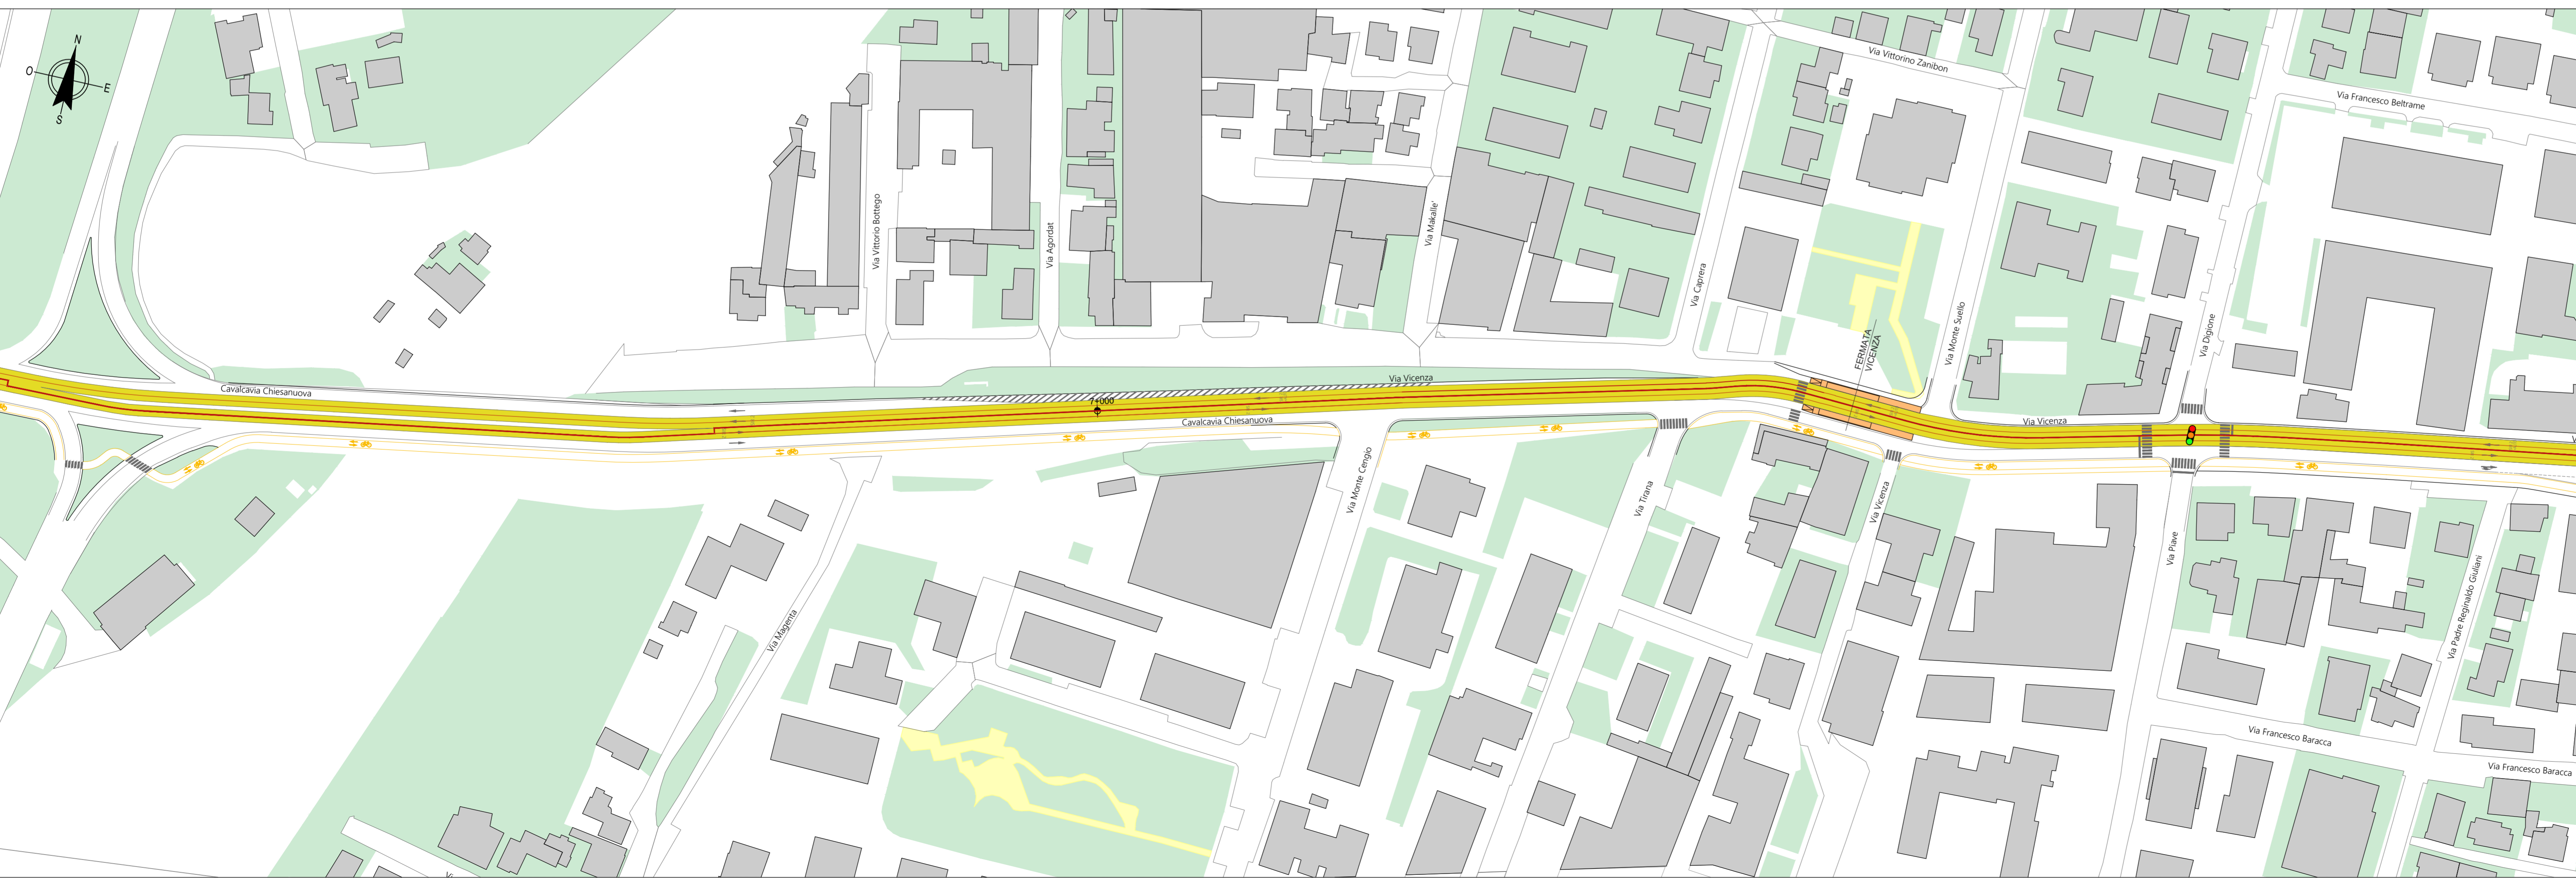 N
O
E
S
Via Vittorino Zanibon
Via Francesco Beltrame
Via Vittorio Bottego
Via Agordat
Via Makalle'
Via Caprera
Via Monte Suello
Via Digione
FERMATA
VICENZA
Cavalcavia Chiesanuova
Via Vicenza
7+000
Cavalcavia Chiesanuova
Via Vicenza
Via Monte Cengio
Via Tirana
Via Vicenza
Via Piave
Via Padre Reginaldo Giuliani
Via Magenta
Via Francesco Baracca
Via Francesco Baracca